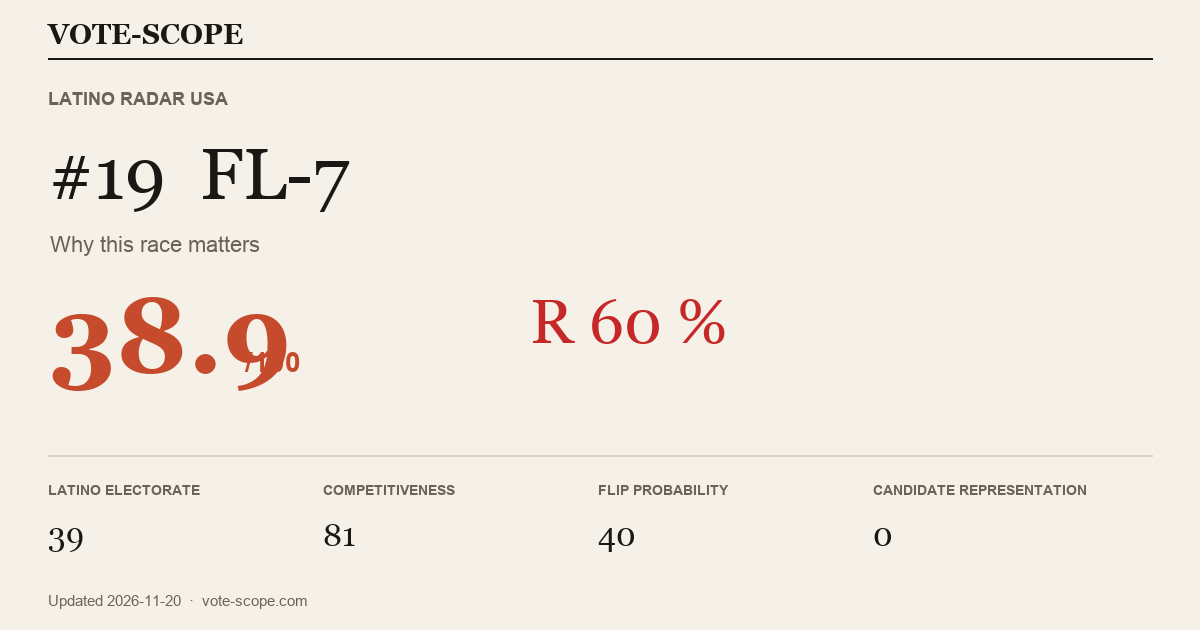 VOTE-SCOPE
LATINO RADAR USA
#19 FL-7
Why this race matters
38.9 /100
R 60 %
LATINO ELECTORATE COMPETITIVENESS FLIP PROBABILITY CANDIDATE REPRESENTATION
39 81 40 0
Updated 2026-11-20 · vote-scope.com